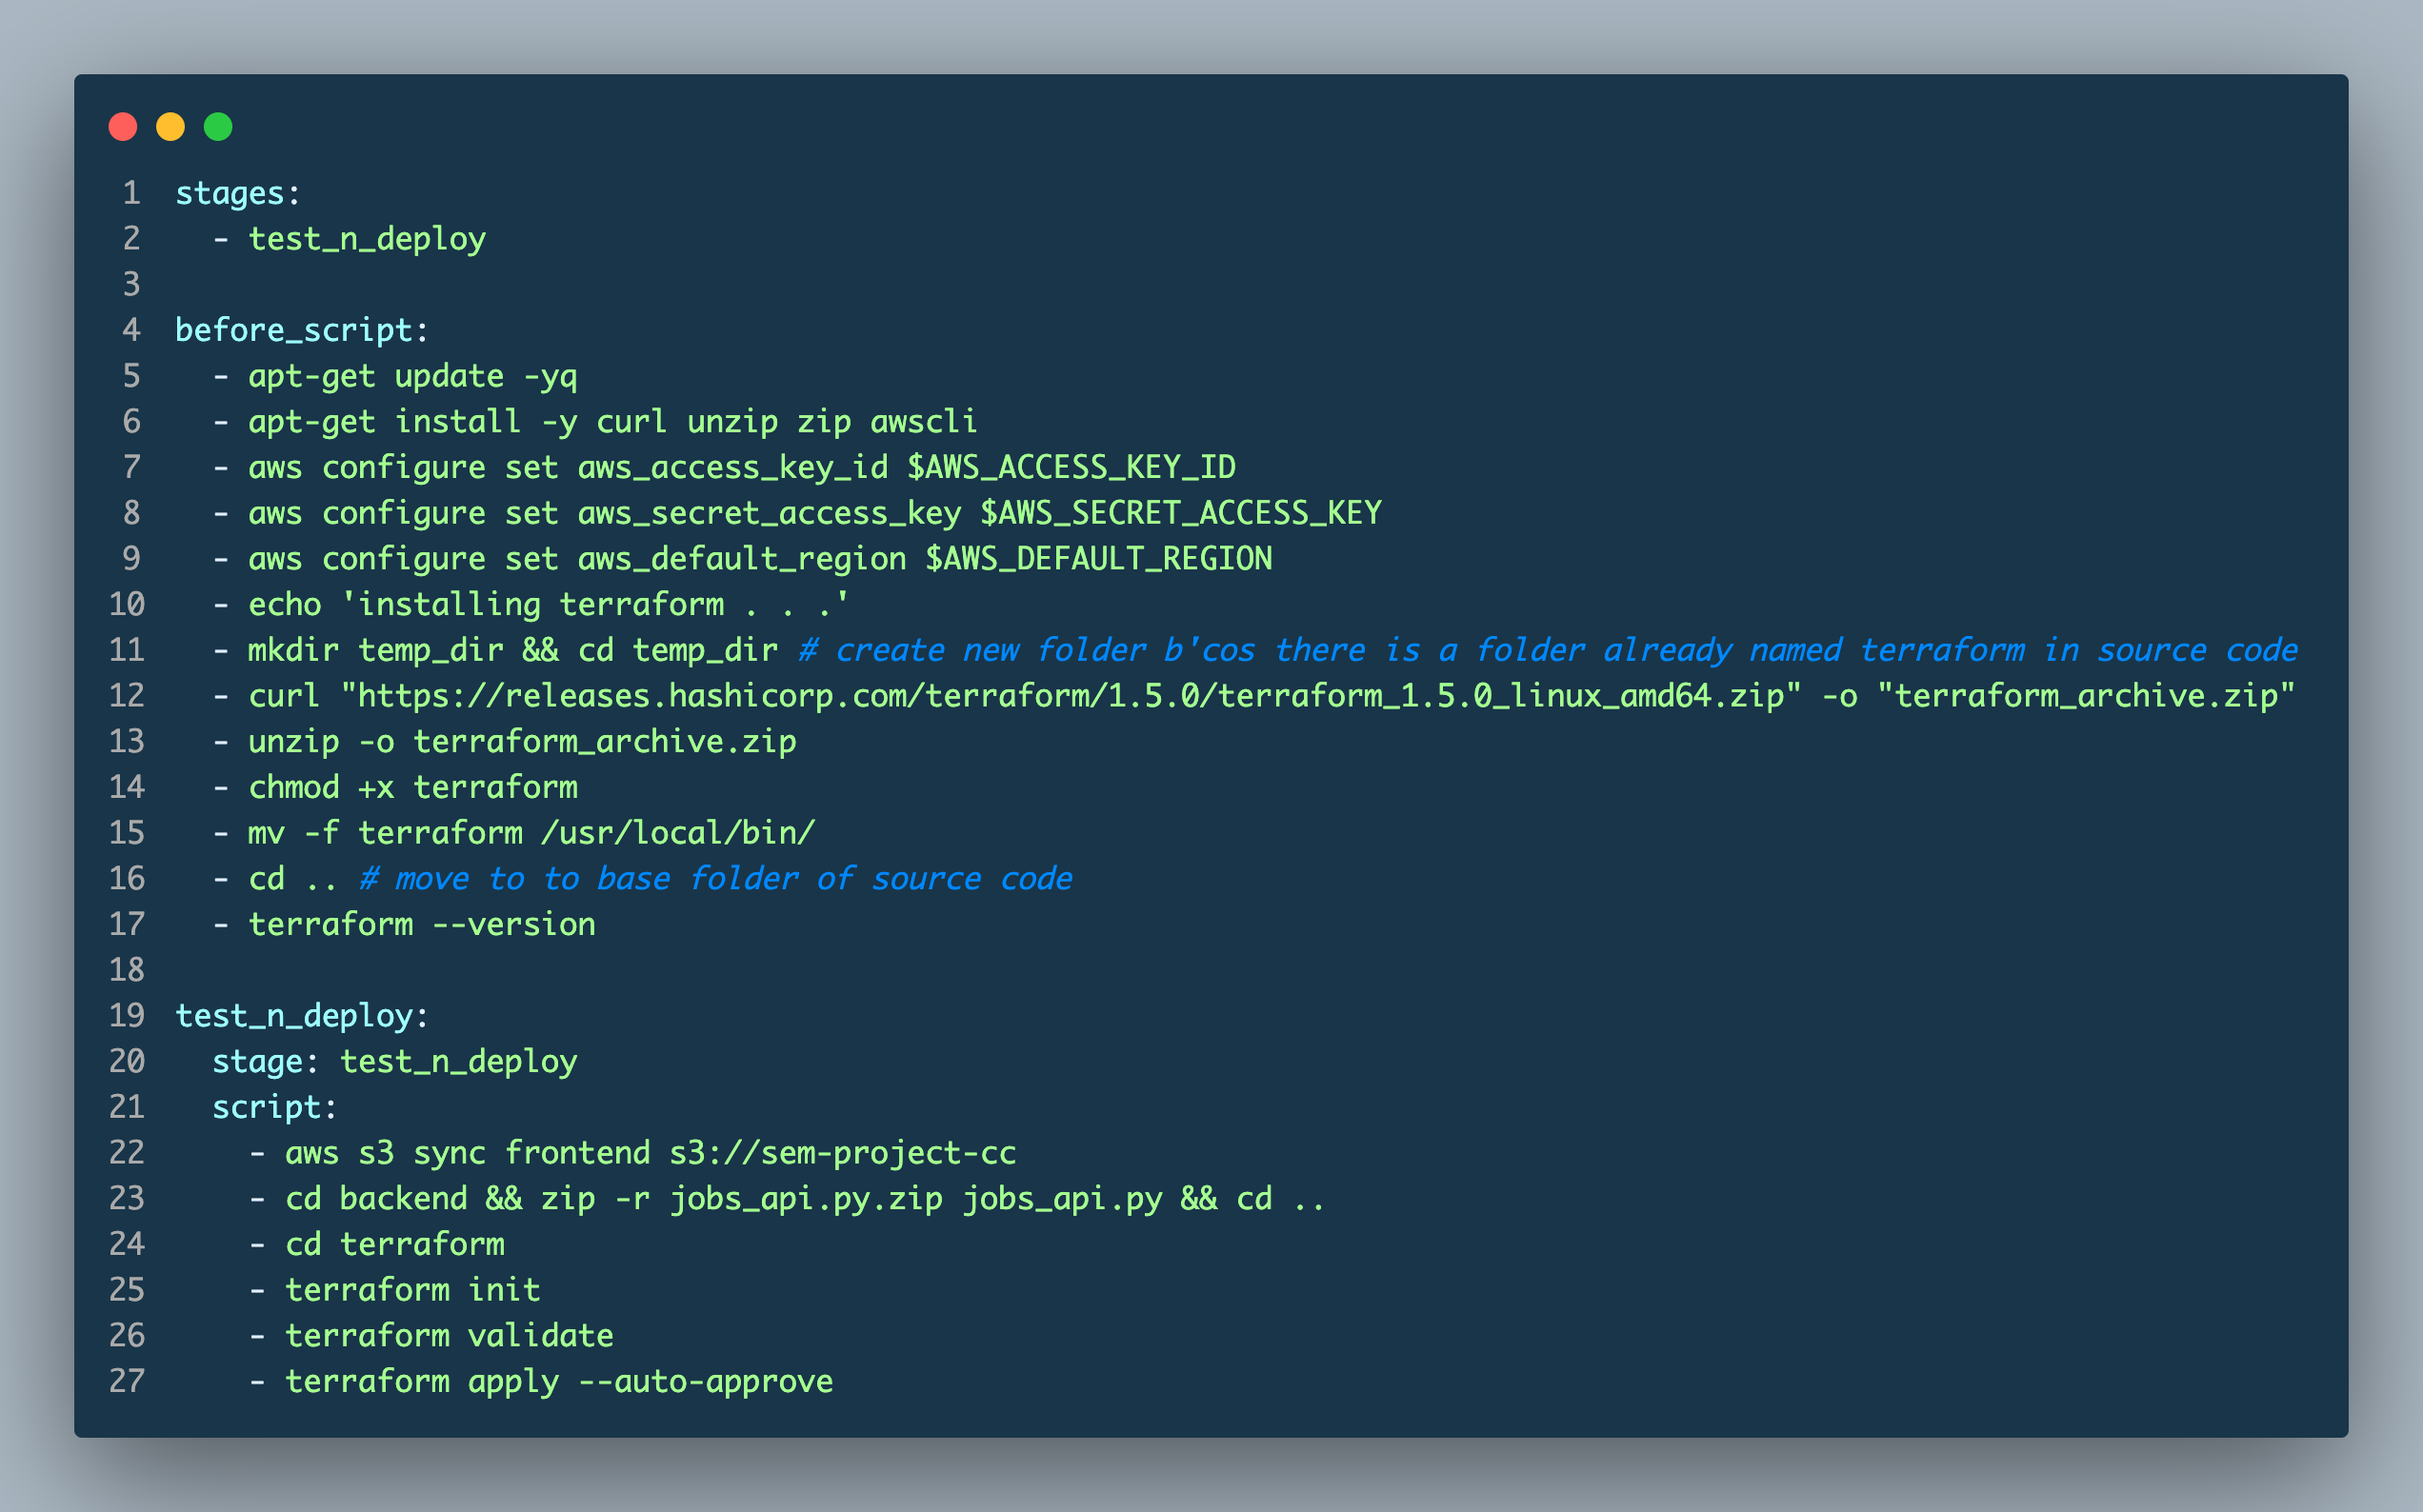 1 stages:
2   - test_n_deploy
3
4 before_script:
5   - apt-get update -yq
6   - apt-get install -y curl unzip zip awscli
7   - aws configure set aws_access_key_id $AWS_ACCESS_KEY_ID
8   - aws configure set aws_secret_access_key $AWS_SECRET_ACCESS_KEY
9   - aws configure set aws_default_region $AWS_DEFAULT_REGION
10   - echo 'installing terraform . . .'
11   - mkdir temp_dir && cd temp_dir # create new folder b'cos there is a folder already named terraform in source code
12   - curl "https://releases.hashicorp.com/terraform/1.5.0/terraform_1.5.0_linux_amd64.zip" -o "terraform_archive.zip"
13   - unzip -o terraform_archive.zip
14   - chmod +x terraform
15   - mv -f terraform /usr/local/bin/
16   - cd .. # move to to base folder of source code
17   - terraform --version
18
19 test_n_deploy:
20   stage: test_n_deploy
21   script:
22     - aws s3 sync frontend s3://sem-project-cc
23     - cd backend && zip -r jobs_api.py.zip jobs_api.py && cd ..
24     - cd terraform
25     - terraform init
26     - terraform validate
27     - terraform apply --auto-approve